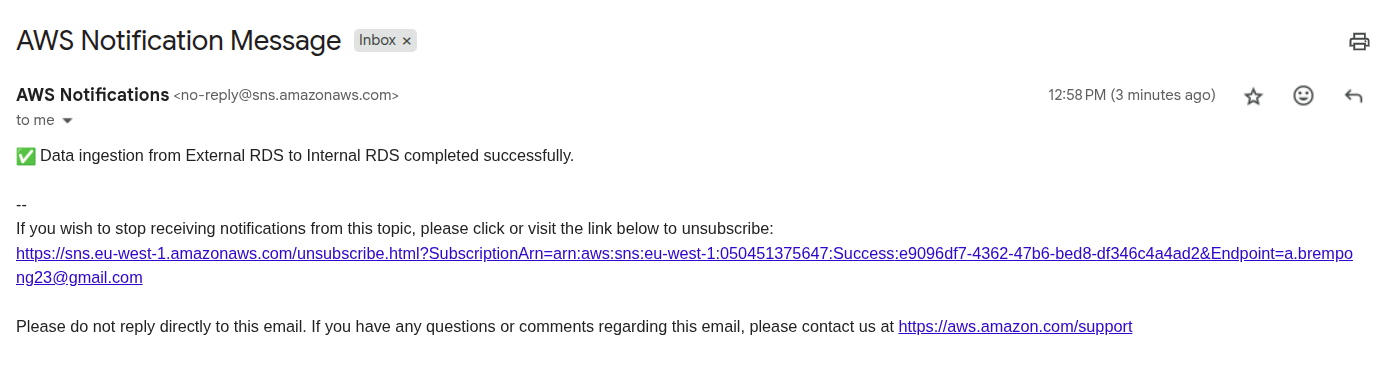 AWS Notification Message Inbox ×
AWS Notifications <no-reply@sns.amazonaws.com> 12:58 PM (3 minutes ago)
to me
✅ Data ingestion from External RDS to Internal RDS completed successfully.
--
If you wish to stop receiving notifications from this topic, please click or visit the link below to unsubscribe:
https://sns.eu-west-1.amazonaws.com/unsubscribe.html?SubscriptionArn=arn:aws:sns:eu-west-1:050451375647:Success:e9096df7-4362-47b6-bed8-df346c4a4ad2&Endpoint=a.brempo
ng23@gmail.com
Please do not reply directly to this email. If you have any questions or comments regarding this email, please contact us at https://aws.amazon.com/support